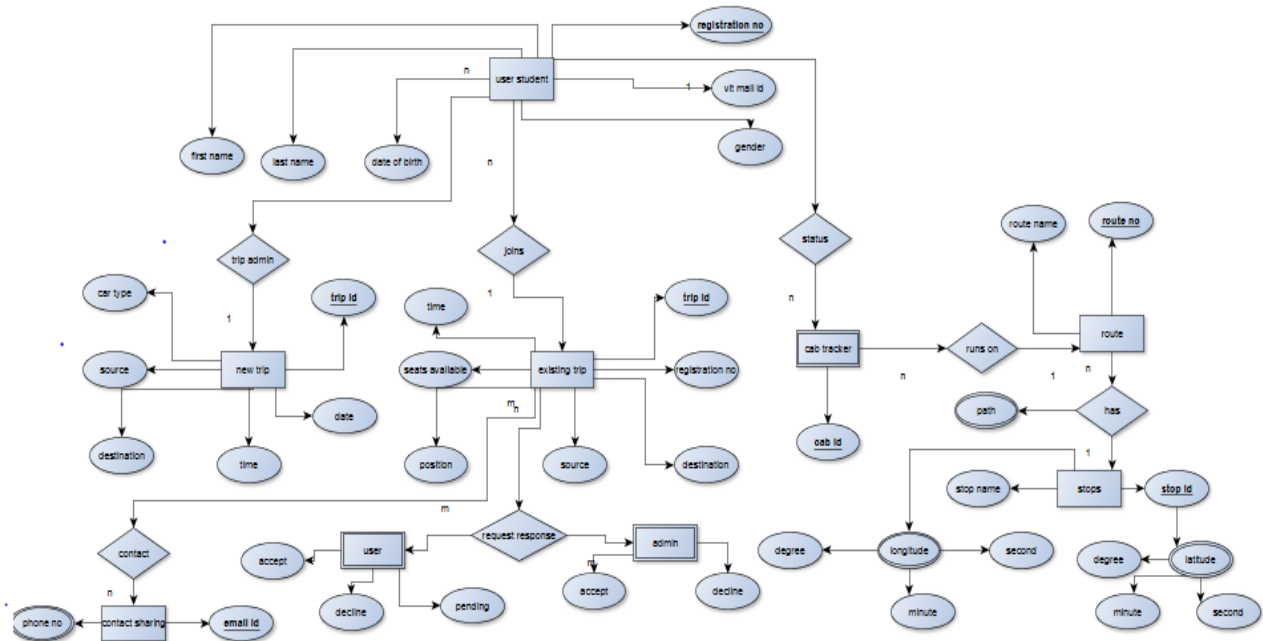 registration no
user student
n
1
vit mail id
first name
last name
date of birth
gender
n
trip admin
joins
status
route name
route no
car type
trip id
time
trip id
1
1
n
source
new trip
seats available
existing trip
registration no
cab tracker
runs on
route
n
1
n
date
m
n
path
has
destination
time
position
source
destination
cab id
1
stop name
stops
stop id
m
contact
request response
accept
user
admin
n
accept
decline
pending
decline
degree
longitude
second
degree
latitude
minute
minute
second
n
phone no
contact sharing
email id